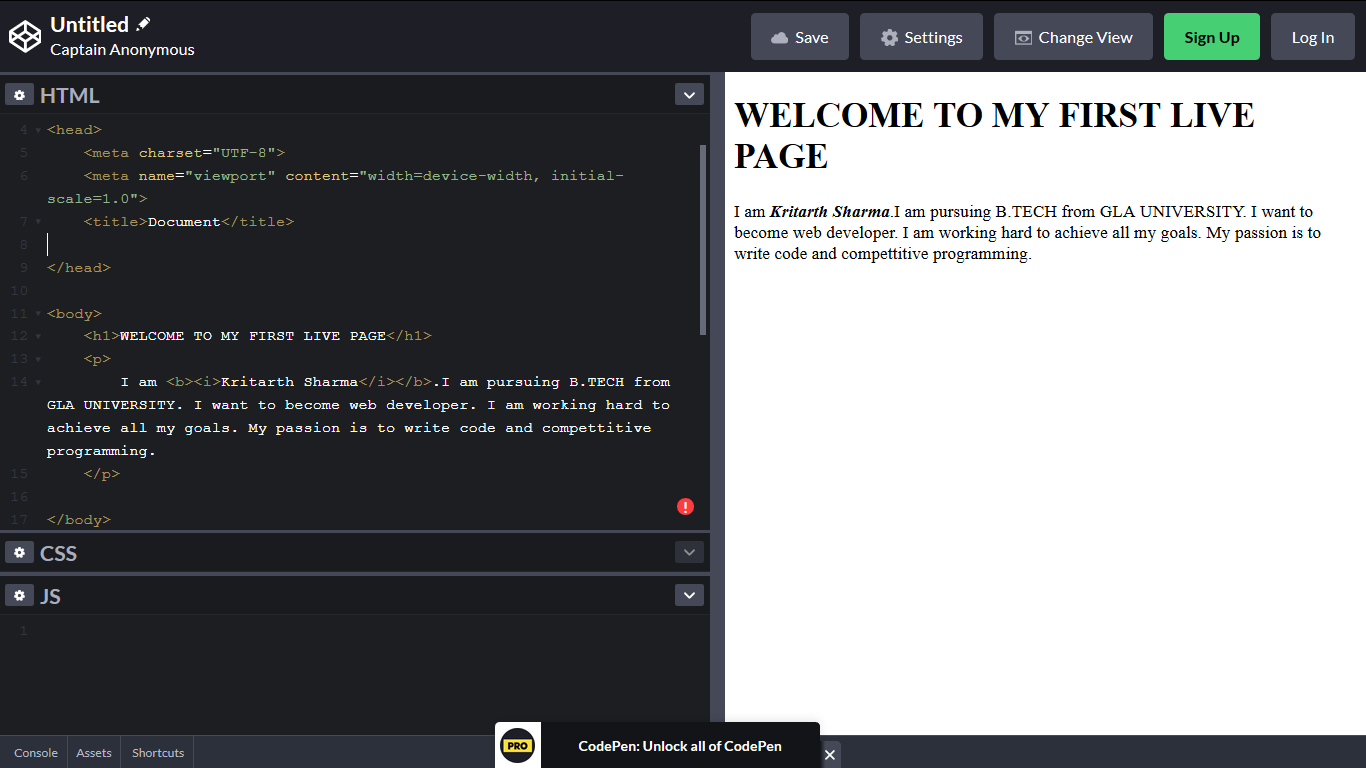 Untitled
Captain Anonymous
Save
Settings
Change View
Sign Up
Log In
HTML
4 <head>
5 <meta charset="UTF-8">
6 <meta name="viewport" content="width=device-width, initial-
scale=1.0">
7 <title>Document</title>
8
9 </head>
10
11 <body>
12 <h1>WELCOME TO MY FIRST LIVE PAGE</h1>
13 <p>
14 I am <b><i>Kritarth Sharma</i></b>.I am pursuing B.TECH from
GLA UNIVERSITY. I want to become web developer. I am working hard to
achieve all my goals. My passion is to write code and compettitive
programming.
15 </p>
16
17 </body>
CSS
JS
1
WELCOME TO MY FIRST LIVE
PAGE
I am Kritarth Sharma.I am pursuing B.TECH from GLA UNIVERSITY. I want to
become web developer. I am working hard to achieve all my goals. My passion is to
write code and compettitive programming.
Console
Assets
Shortcuts
PRO
CodePen: Unlock all of CodePen